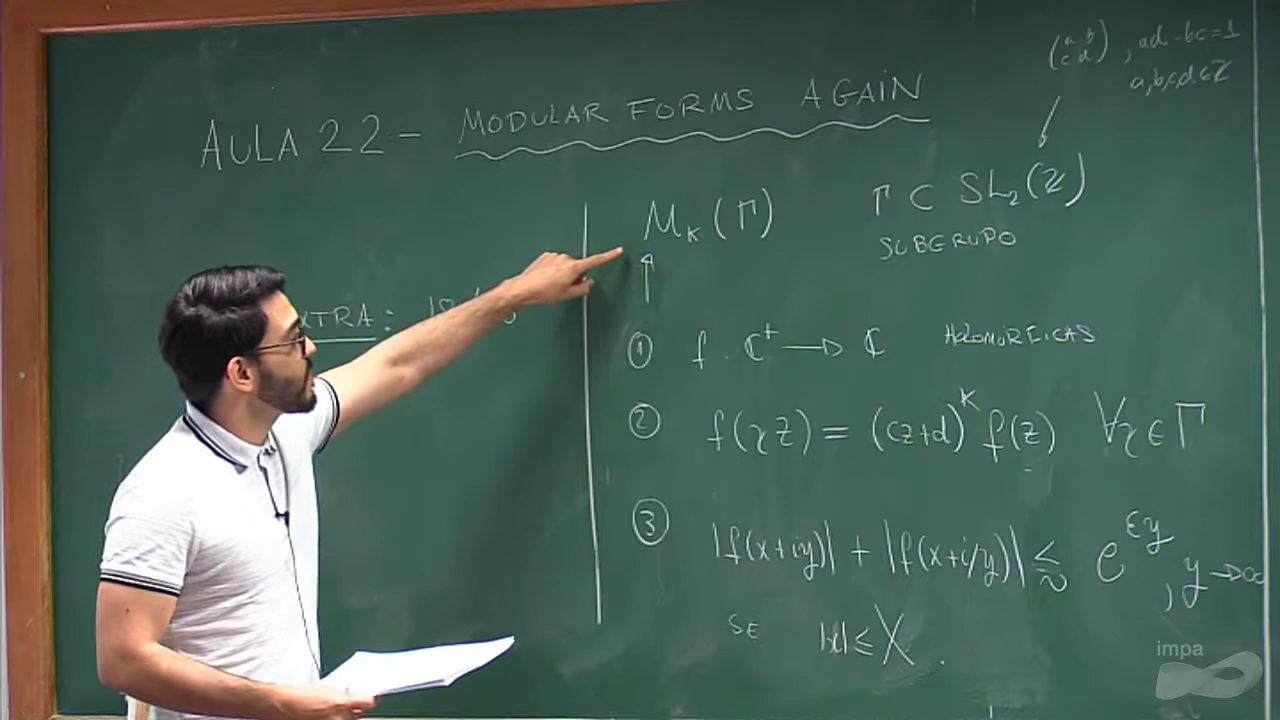 AULA 22 - MODULAR FORMS AGAIN
(a b
c d), ad-bc=1
a,b,c,d ∈ ℤ
XTRA:
M_K(Γ)
Γ ⊂ SL₂(ℤ)
SUBGRUPO
① f: ℂ⁺ → ℂ HOLOMORFICAS
② f(γz) = (cz+d)^K f(z) ∀γ ∈ Γ
③ |f(x+iy)| + |f(x+i/y)| ≲ e^{εy}, y→∞
SE |x| ≤ X.
impa